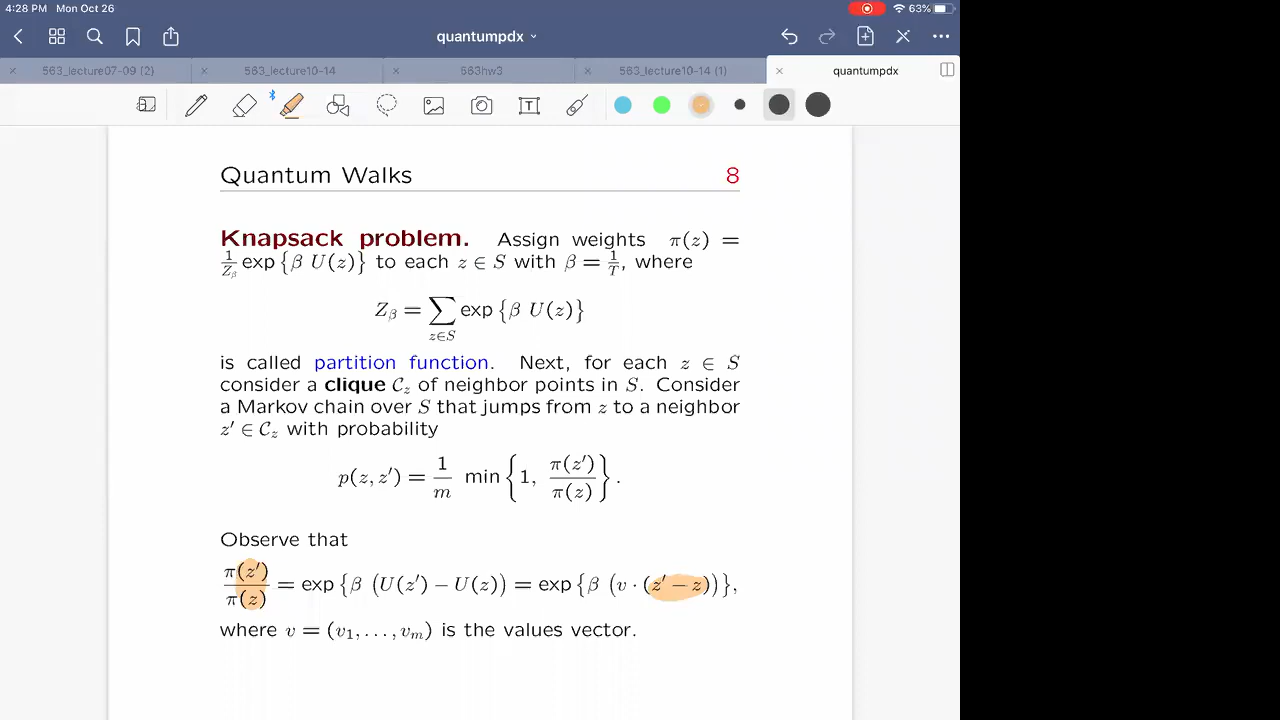 4:28 PM Mon Oct 26
63%
quantumpdx
563_lecture07-09 (2)
563_lecture10-14
563hw3
563_lecture10-14 (1)
quantumpdx
T
Quantum Walks 8
Knapsack problem. Assign weights π(z) =
1/Z_β exp{β U(z)} to each z ∈ S with β = 1/T, where
Z_β = ∑_{z∈S} exp{β U(z)}
is called partition function. Next, for each z ∈ S
consider a clique C_z of neighbor points in S. Consider
a Markov chain over S that jumps from z to a neighbor
z′ ∈ C_z with probability
p(z, z′) = 1/m min{1, π(z′)/π(z)}.
Observe that
π(z′)/π(z) = exp{β (U(z′) − U(z)) = exp{β (v · (z′ − z))},
where v = (v₁, . . . , v_m) is the values vector.